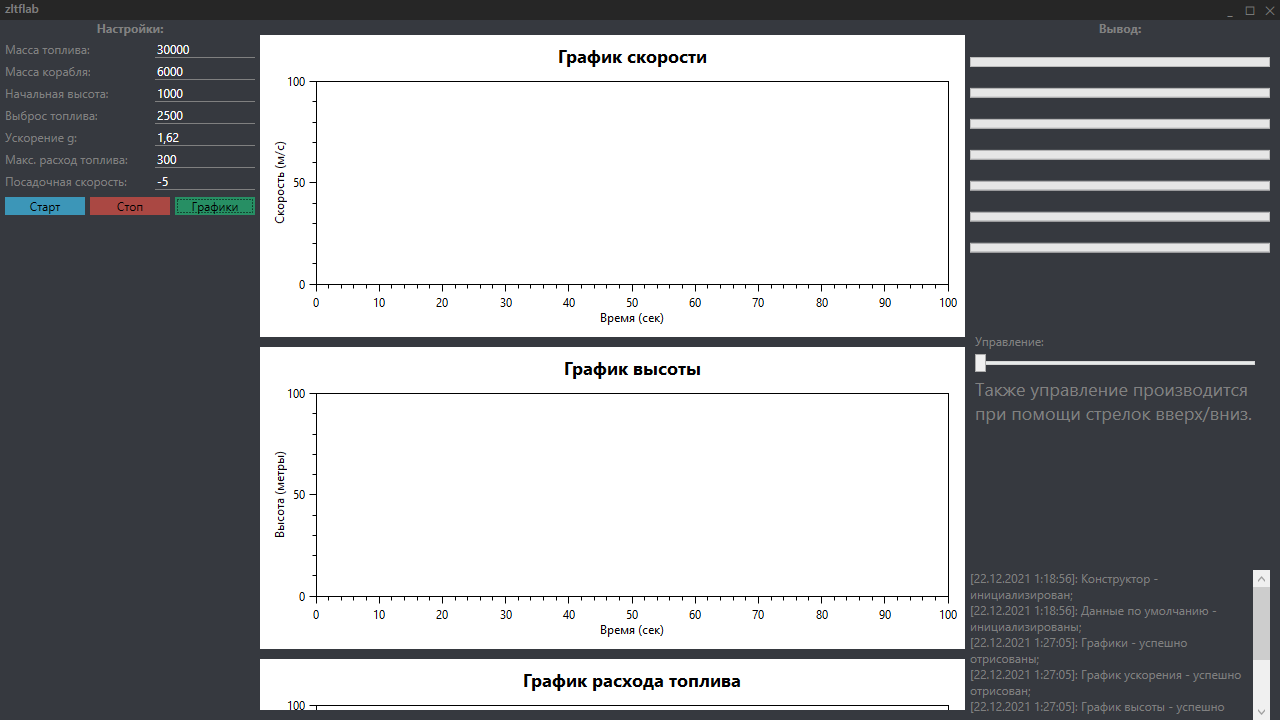 zltflab
Настройки:
Масса топлива: 30000
Масса корабля: 6000
Начальная высота: 1000
Выброс топлива: 2500
Ускорение g: 1,62
Макс. расход топлива: 300
Посадочная скорость: -5
Старт Стоп Графики
График скорости
100
50
0
Скорость (м/с)
0 10 20 30 40 50 60 70 80 90 100
Время (сек)
График высоты
100
50
0
Высота (метры)
0 10 20 30 40 50 60 70 80 90 100
Время (сек)
График расхода топлива
100
Вывод:
Управление:
Также управление производится
при помощи стрелок вверх/вниз.
[22.12.2021 1:18:56]: Конструктор -
инициализирован;
[22.12.2021 1:18:56]: Данные по умолчанию -
инициализированы;
[22.12.2021 1:27:05]: Графики - успешно
отрисованы;
[22.12.2021 1:27:05]: График ускорения - успешно
отрисован;
[22.12.2021 1:27:05]: График высоты - успешно